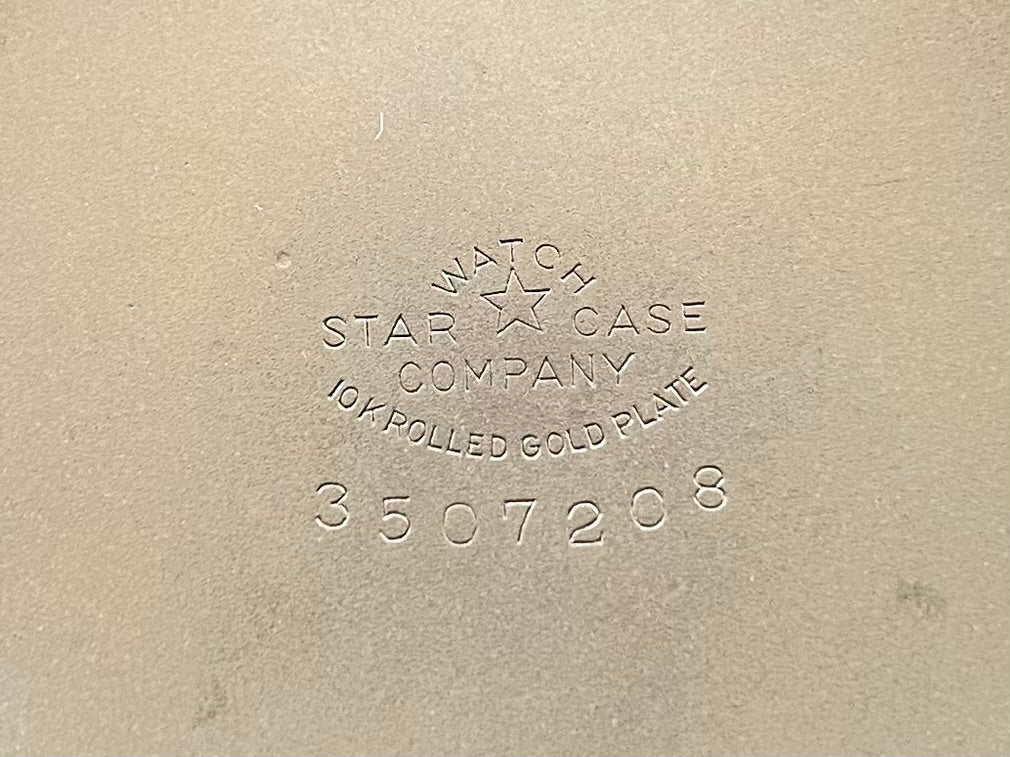 WATCH
STAR CASE
COMPANY
10K ROLLED GOLD PLATE
3507208